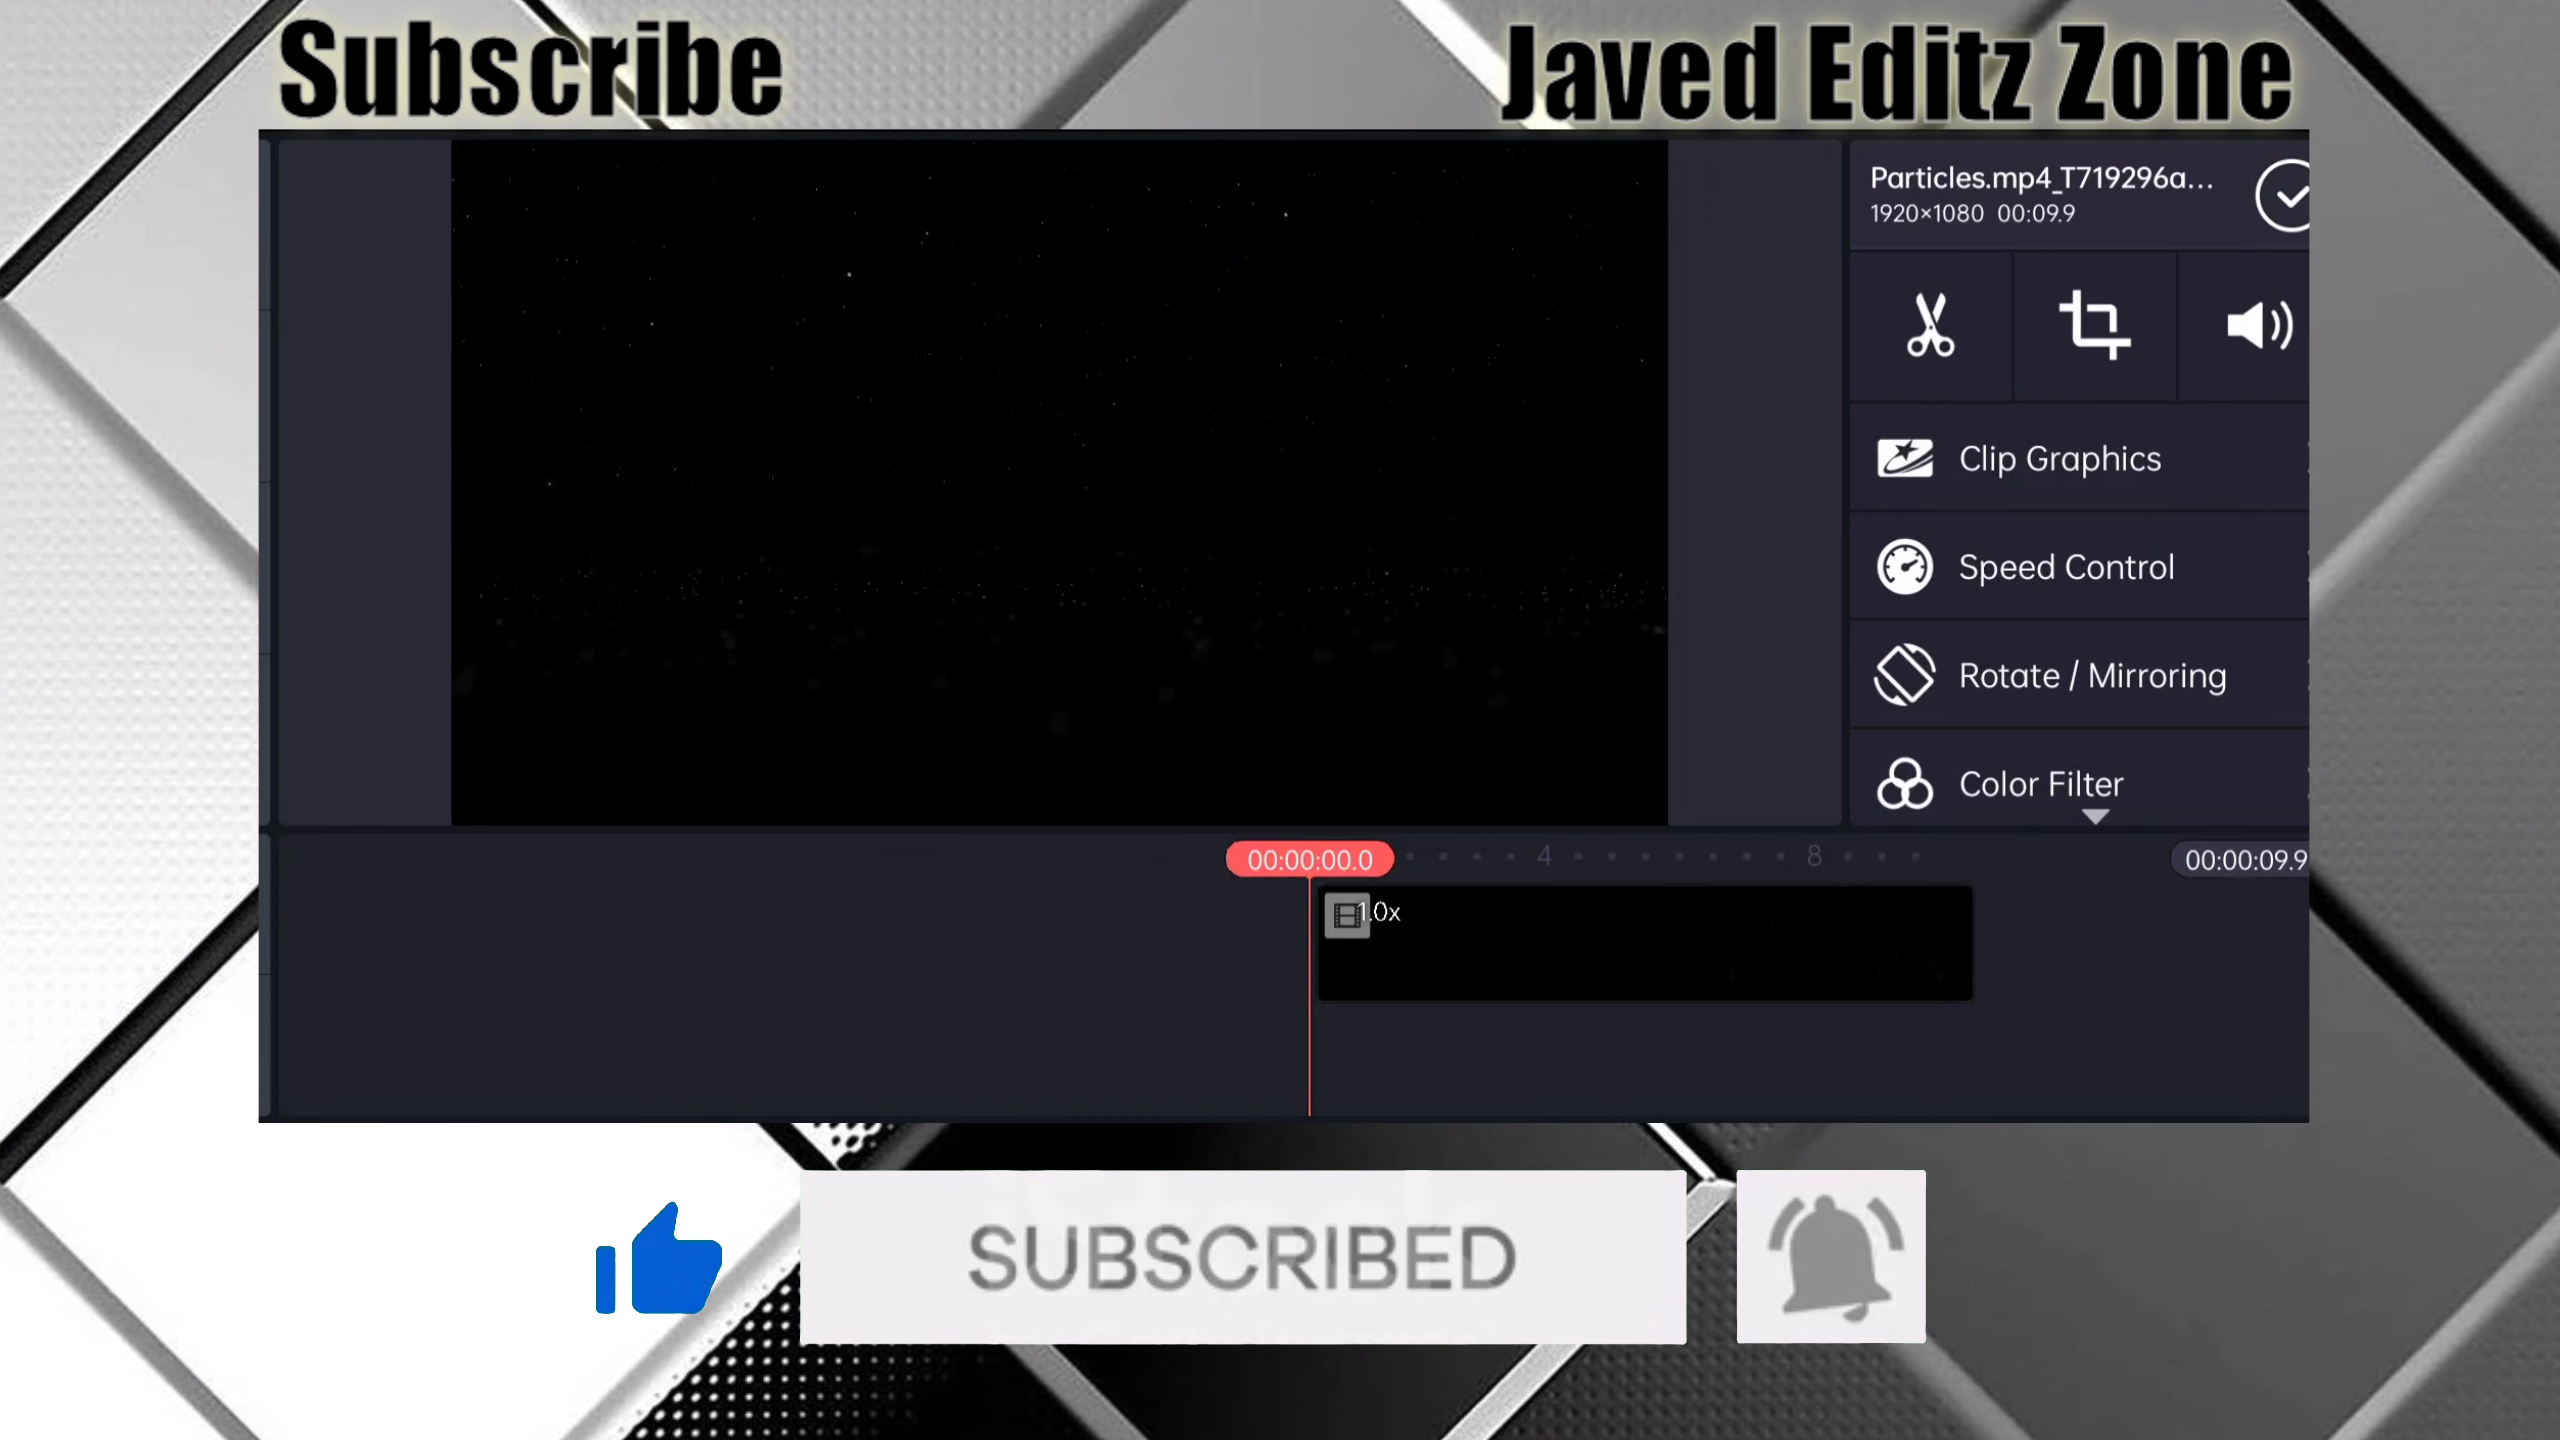 Subscribe
Javed Editz Zone
Particles.mp4_T719296a...
1920×1080 00:09.9
Clip Graphics
Speed Control
Rotate / Mirroring
Color Filter
00:00:00.0
4
8
00:00:09.9
1.0x
SUBSCRIBED